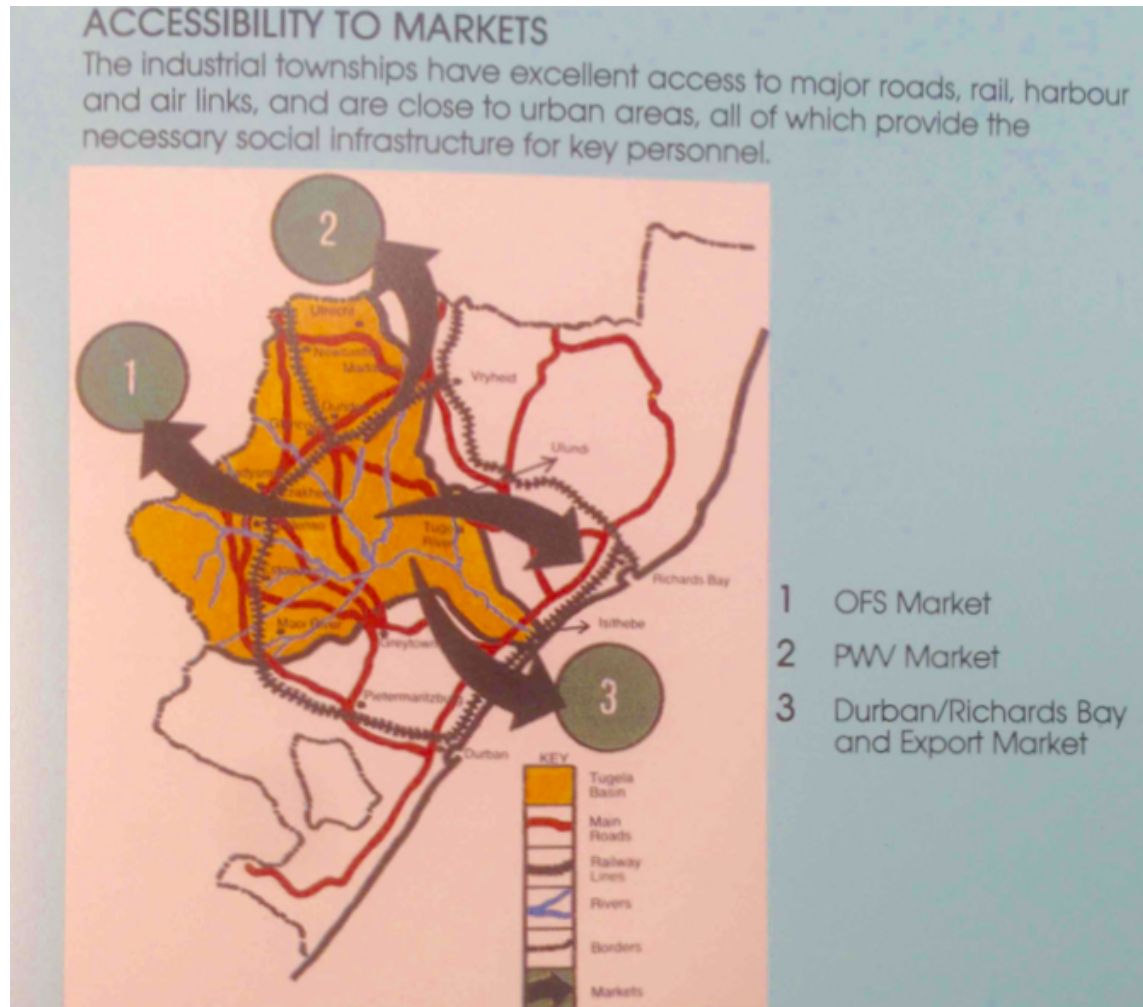 ACCESSIBILITY TO MARKETS
The industrial townships have excellent access to major roads, rail, harbour
and air links, and are close to urban areas, all of which provide the
necessary social infrastructure for key personnel.
2
1
Utrecht
Newcastle
Vryheid
Dundee
Ulundi
Tugela
River
Richards Bay
Isithebe
Mooi River
Greytown
Pietermaritzburg
3
Durban
1 OFS Market
2 PWV Market
3 Durban/Richards Bay
and Export Market
KEY
Tugela
Basin
Main
Roads
Railway
Lines
Rivers
Borders
Markets